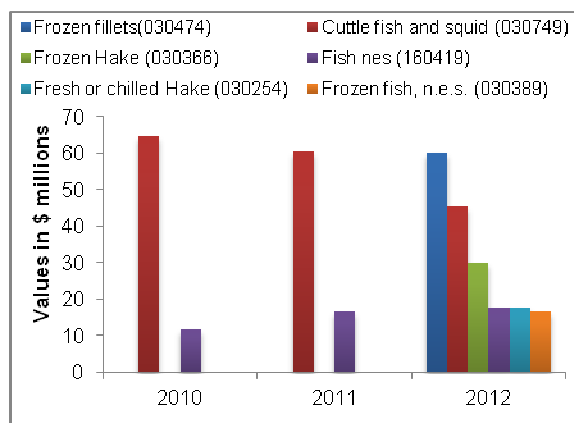 Frozen fillets(030474) Cuttle fish and squid (030749)
Frozen Hake (030366) Fish nes (160419)
Fresh or chilled Hake (030254) Frozen fish, n.e.s. (030389)
Values in $ millions
70
60
50
40
30
20
10
0
2010 2011 2012